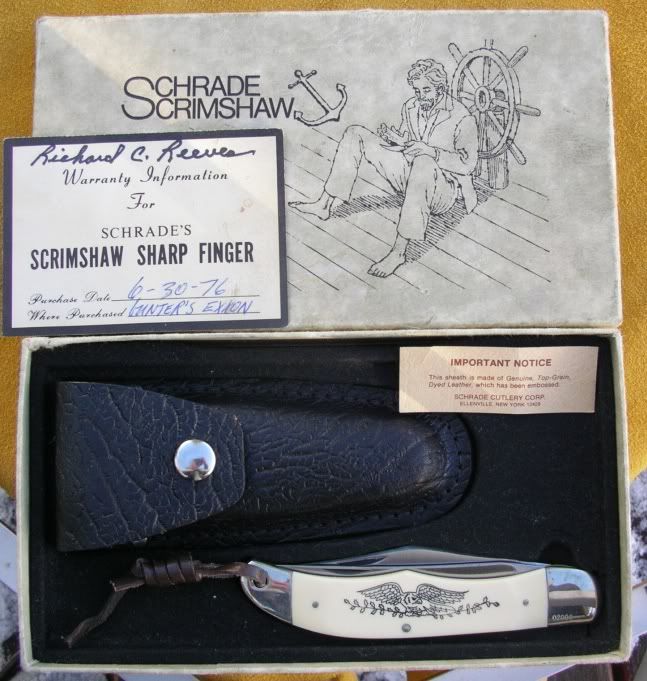 SCHRADE
SCRIMSHAW
Richard C. Reeves
Warranty Information
For
SCHRADE'S
SCRIMSHAW SHARP FINGER
Purchase Date 6-30-76
Where Purchased GUNTER'S EXXON
IMPORTANT NOTICE
This sheath is made of Genuine, Top-Grain,
Dyed Leather, which has been embossed.
SCHRADE CUTLERY CORP.
ELLENVILLE, NEW YORK 12428